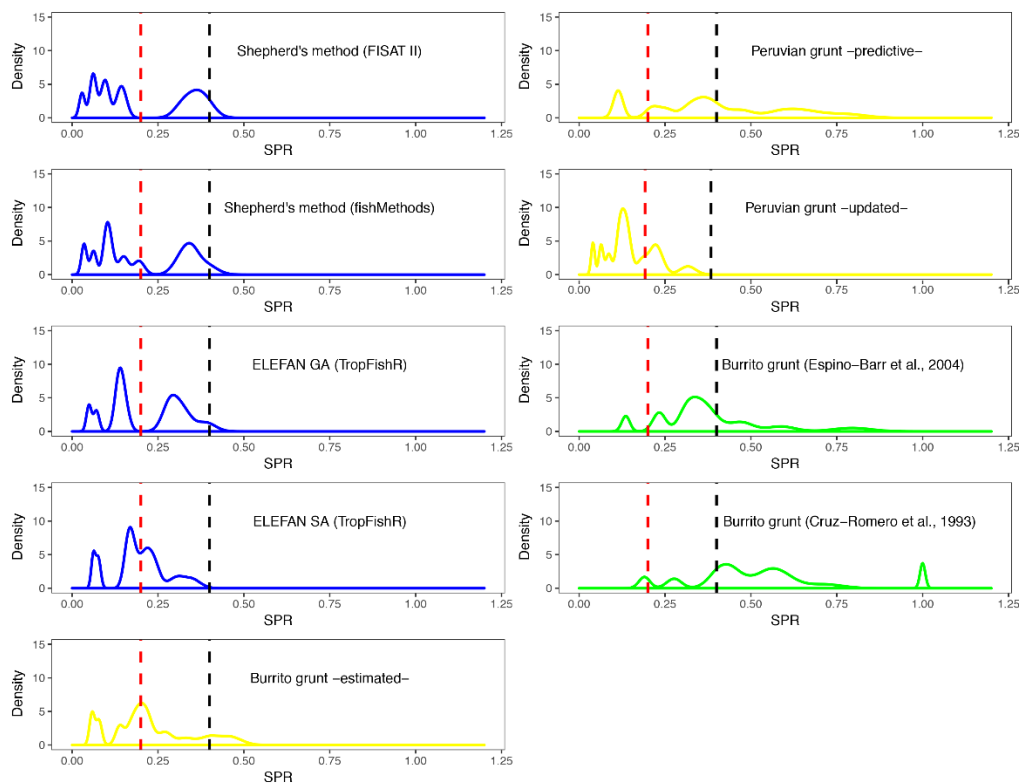 15
10
5
0
Density
Shepherd's method (FISAT II)
0.00 0.25 0.50 0.75 1.00 1.25
SPR
15
10
5
0
Density
Peruvian grunt –predictive–
0.00 0.25 0.50 0.75 1.00 1.25
SPR
15
10
5
0
Density
Shepherd's method (fishMethods)
0.00 0.25 0.50 0.75 1.00 1.25
SPR
15
10
5
0
Density
Peruvian grunt –updated–
0.00 0.25 0.50 0.75 1.00 1.25
SPR
15
10
5
0
Density
ELEFAN GA (TropFishR)
0.00 0.25 0.50 0.75 1.00 1.25
SPR
15
10
5
0
Density
Burrito grunt (Espino–Barr et al., 2004)
0.00 0.25 0.50 0.75 1.00 1.25
SPR
15
10
5
0
Density
ELEFAN SA (TropFishR)
0.00 0.25 0.50 0.75 1.00 1.25
SPR
15
10
5
0
Density
Burrito grunt (Cruz–Romero et al., 1993)
0.00 0.25 0.50 0.75 1.00 1.25
SPR
15
10
5
0
Density
Burrito grunt –estimated–
0.00 0.25 0.50 0.75 1.00 1.25
SPR